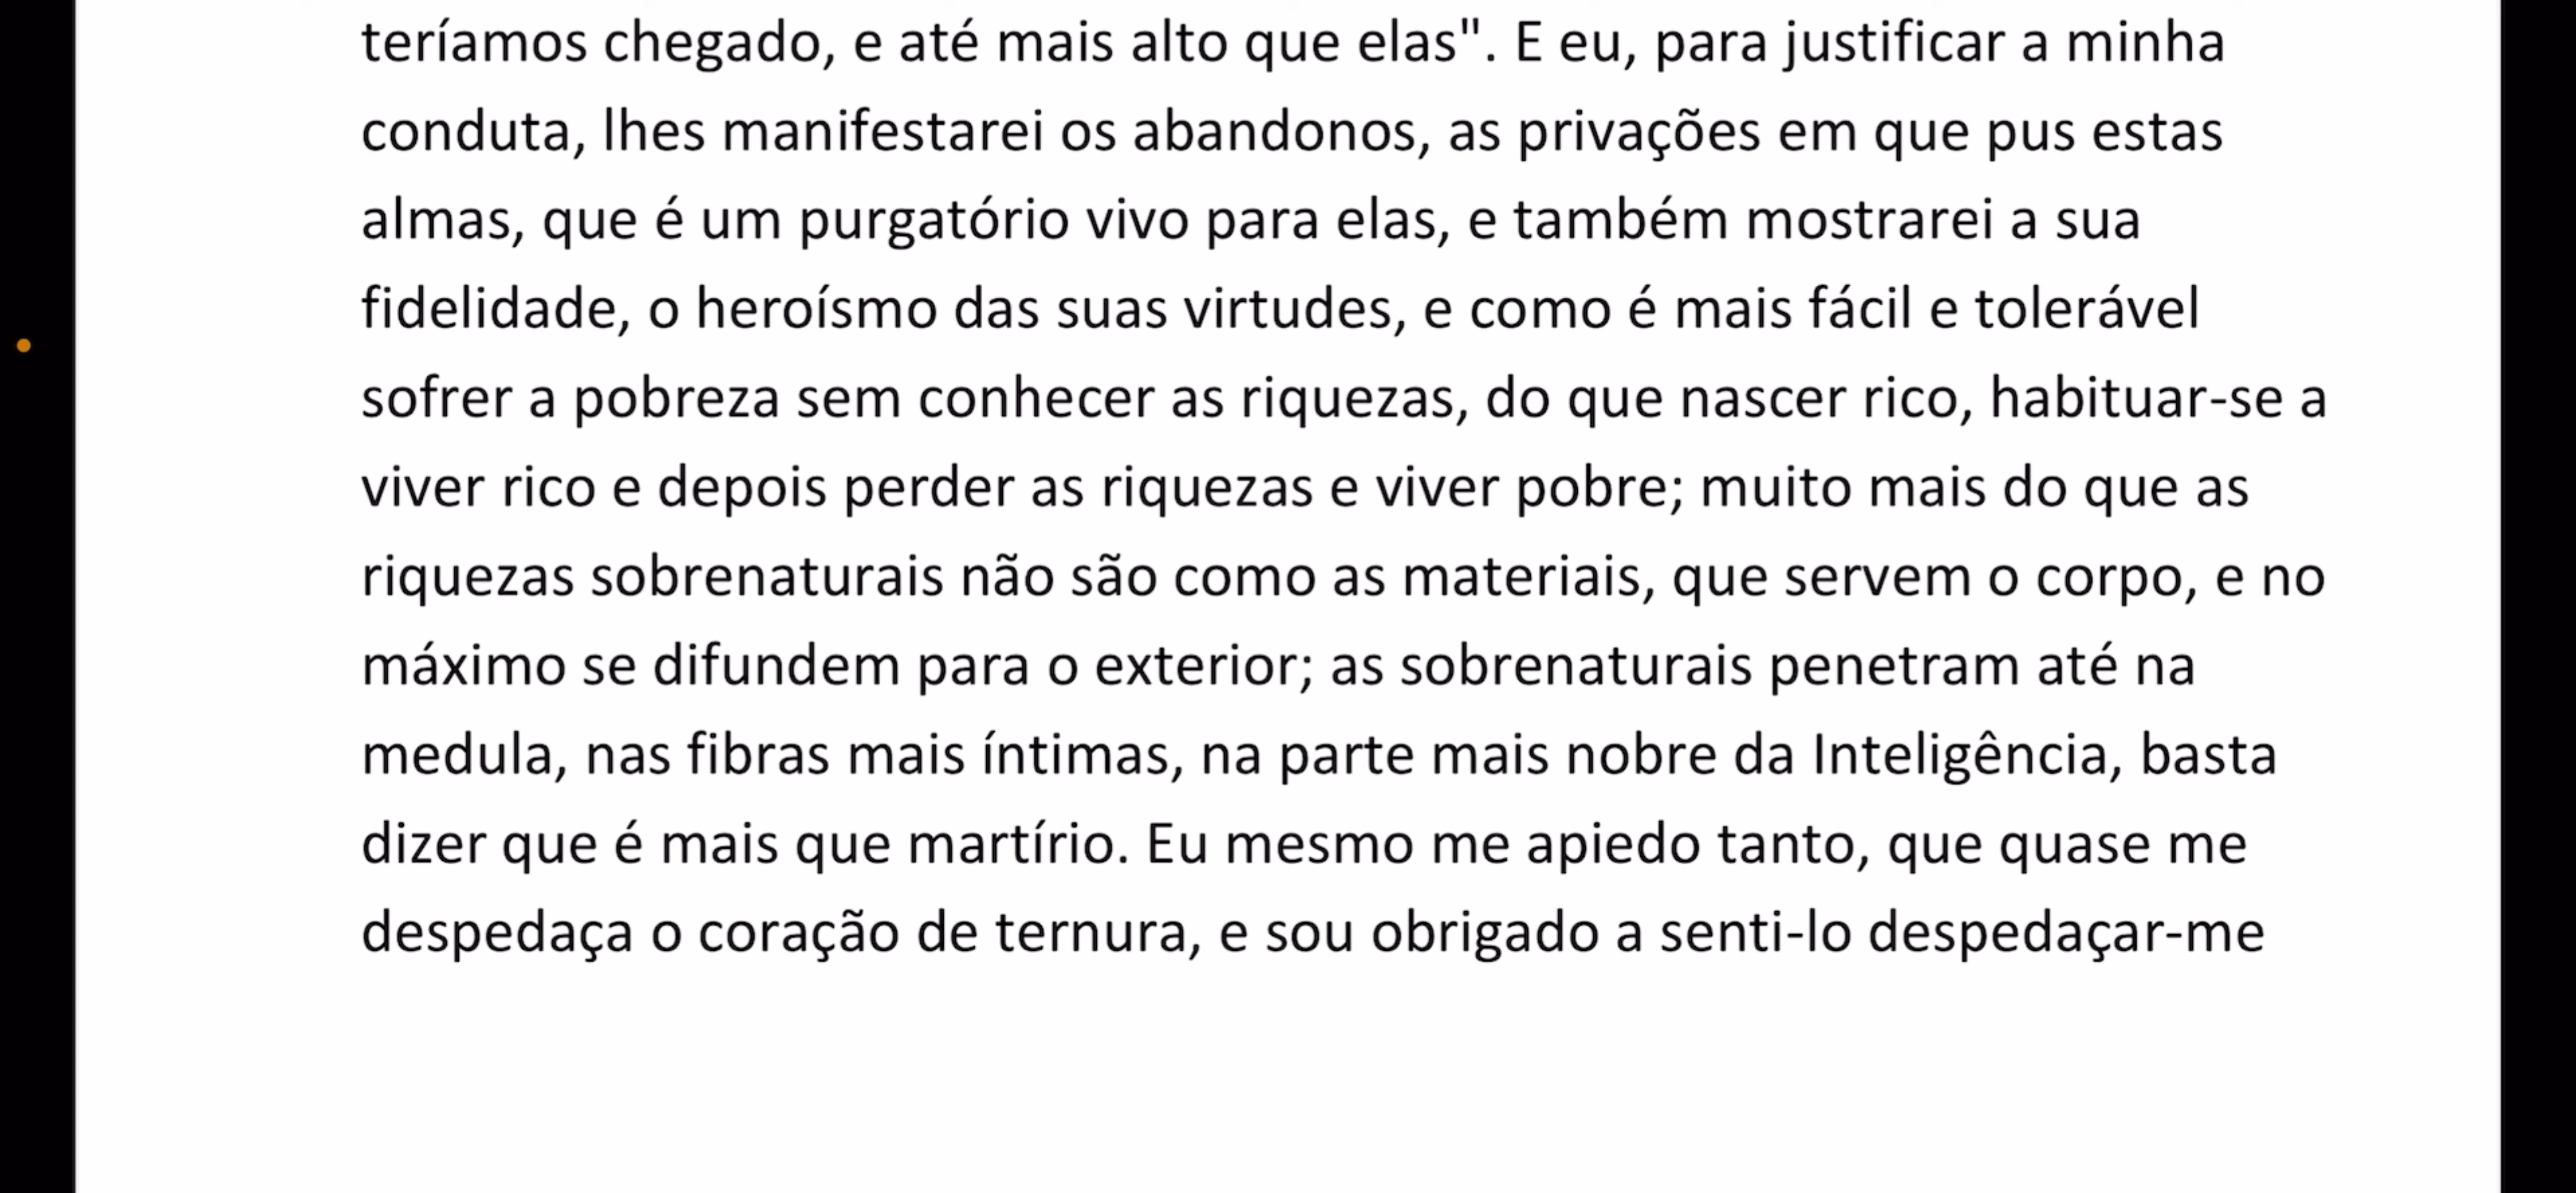 teríamos chegado, e até mais alto que elas". E eu, para justificar a minha
conduta, lhes manifestarei os abandonos, as privações em que pus estas
almas, que é um purgatório vivo para elas, e também mostrarei a sua
fidelidade, o heroísmo das suas virtudes, e como é mais fácil e tolerável
sofrer a pobreza sem conhecer as riquezas, do que nascer rico, habituar-se a
viver rico e depois perder as riquezas e viver pobre; muito mais do que as
riquezas sobrenaturais não são como as materiais, que servem o corpo, e no
máximo se difundem para o exterior; as sobrenaturais penetram até na
medula, nas fibras mais íntimas, na parte mais nobre da Inteligência, basta
dizer que é mais que martírio. Eu mesmo me apiedo tanto, que quase me
despedaça o coração de ternura, e sou obrigado a senti-lo despedaçar-me